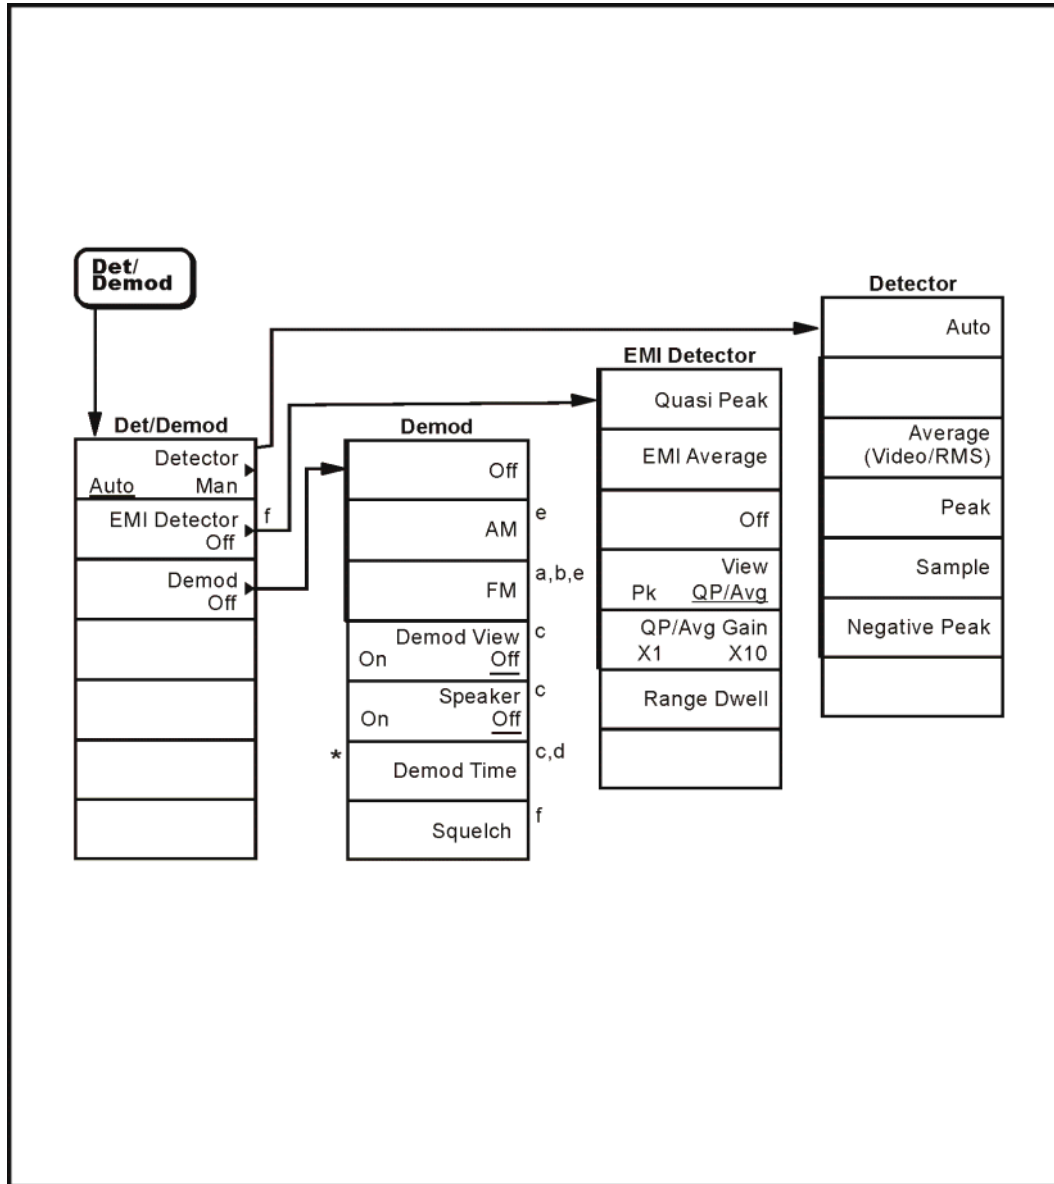 Det/
Demod
Det/Demod
Detector
Auto Man
EMI Detector f
Off
Demod
Off
Demod
Off
AM e
FM a,b,e
Demod View c
On Off
Speaker c
On Off
* Demod Time c,d
Squelch f
EMI Detector
Quasi Peak
EMI Average
Off
View
Pk QP/Avg
QP/Avg Gain
X1 X10
Range Dwell
Detector
Auto
Average
(Video/RMS)
Peak
Sample
Negative Peak